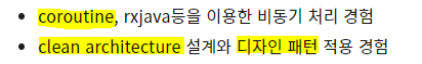 • coroutine, rxjava등을 이용한 비동기 처리 경험
• clean architecture 설계와 디자인 패턴 적용 경험